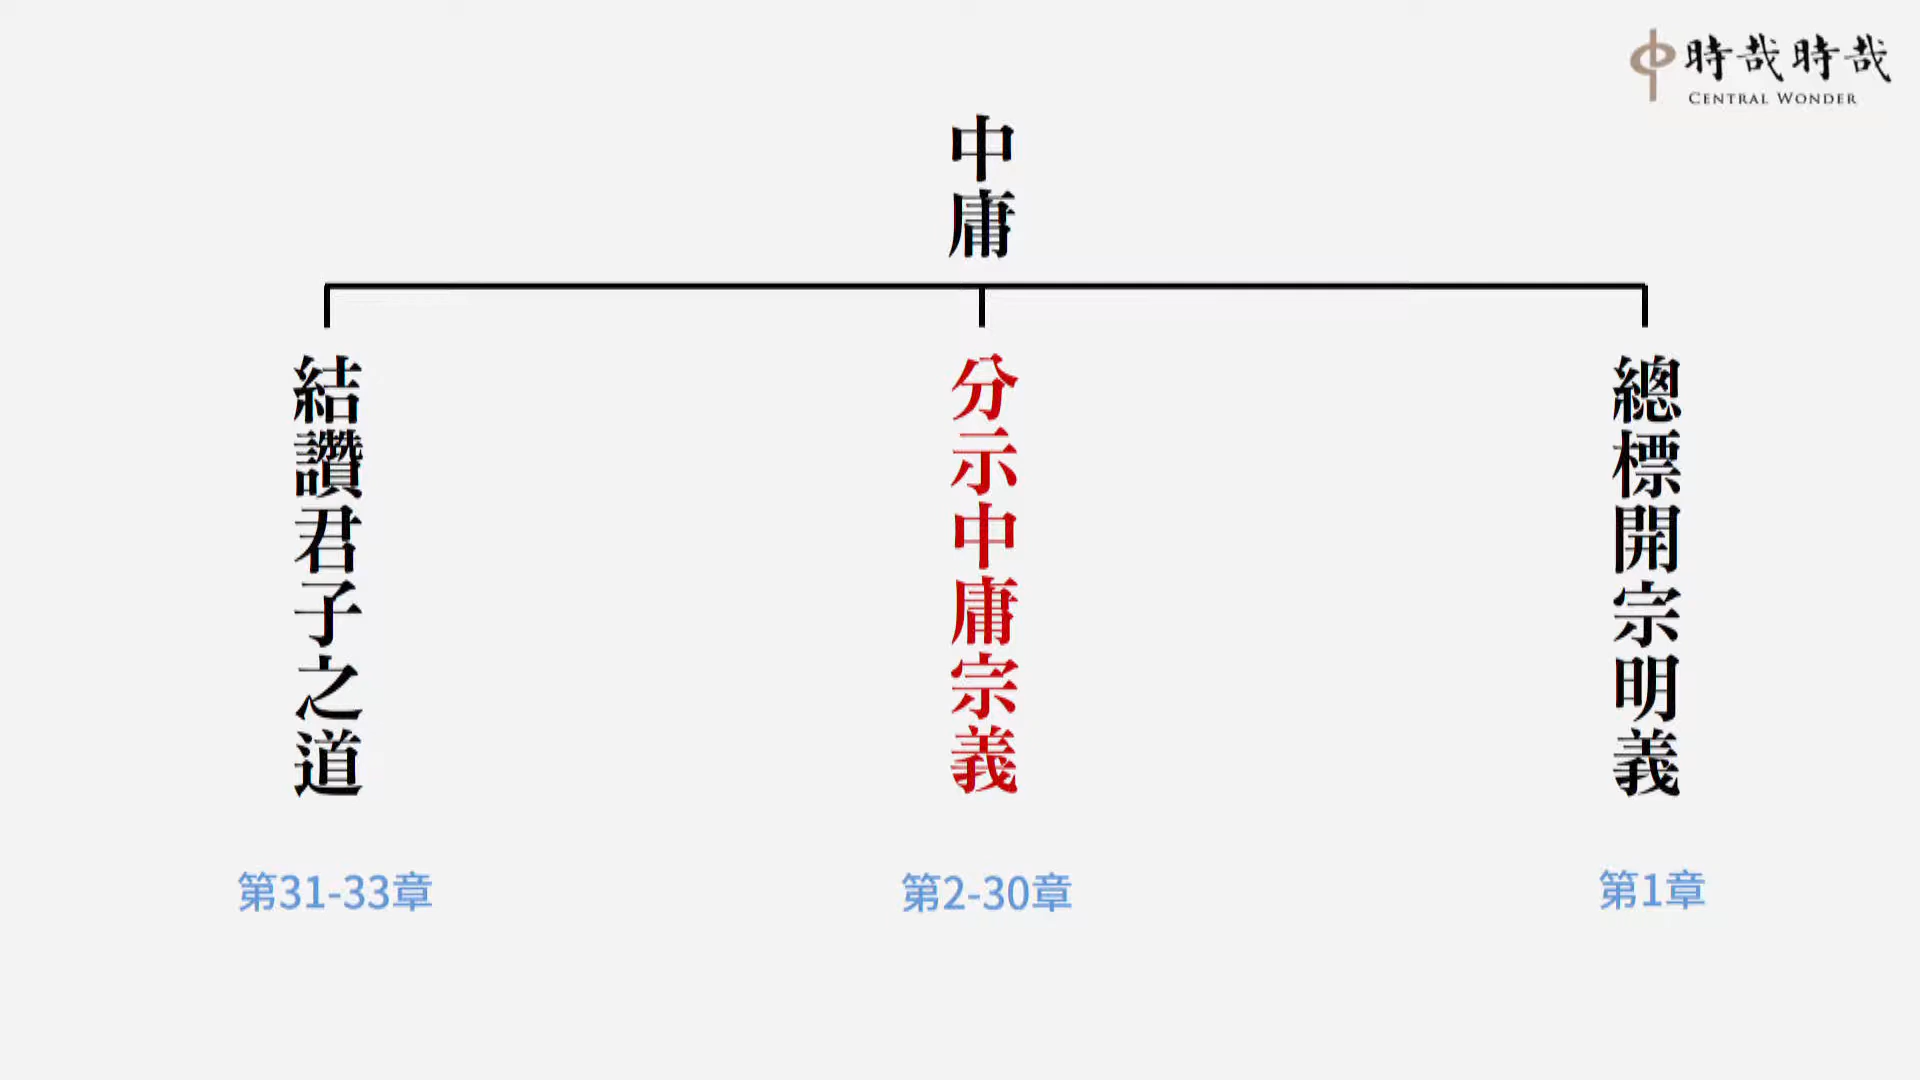 時哉時哉
CENTRAL WONDER
中庸
總標開宗明義
第1章
分示中庸宗義
第2-30章
結讚君子之道
第31-33章